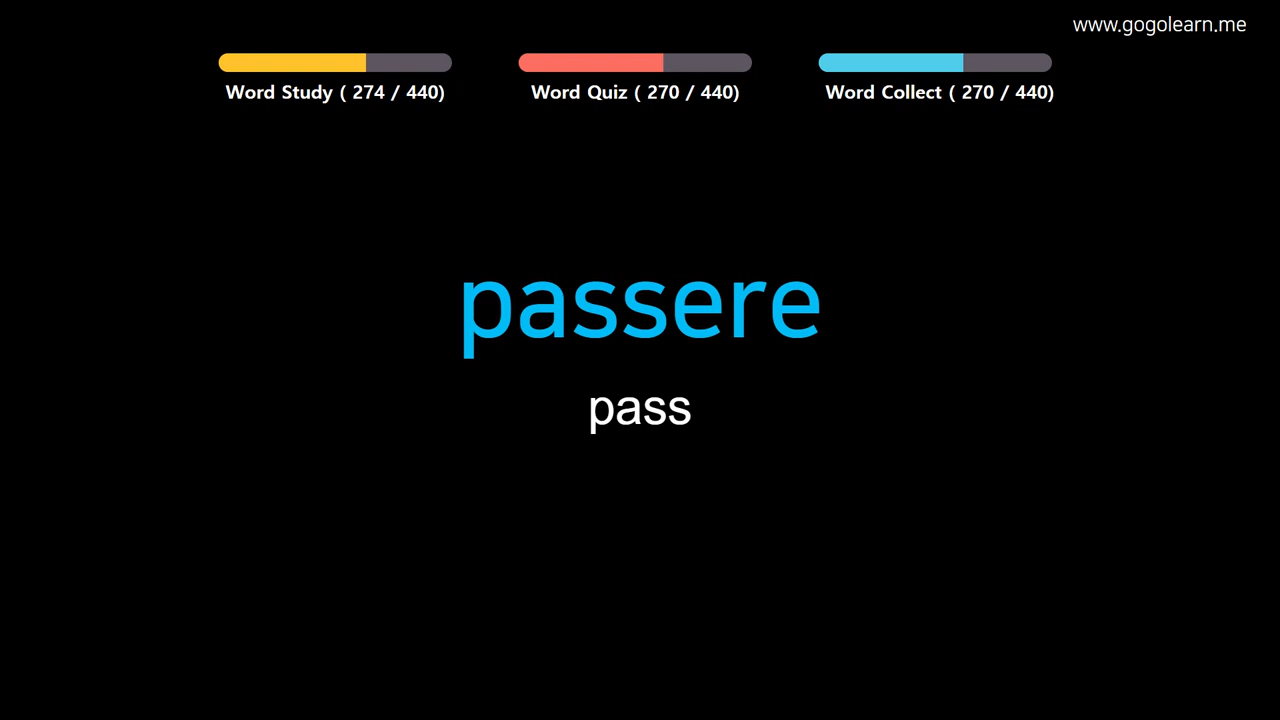 www.gogolearn.me
Word Study ( 274 / 440)
Word Quiz ( 270 / 440)
Word Collect ( 270 / 440)
passere
pass